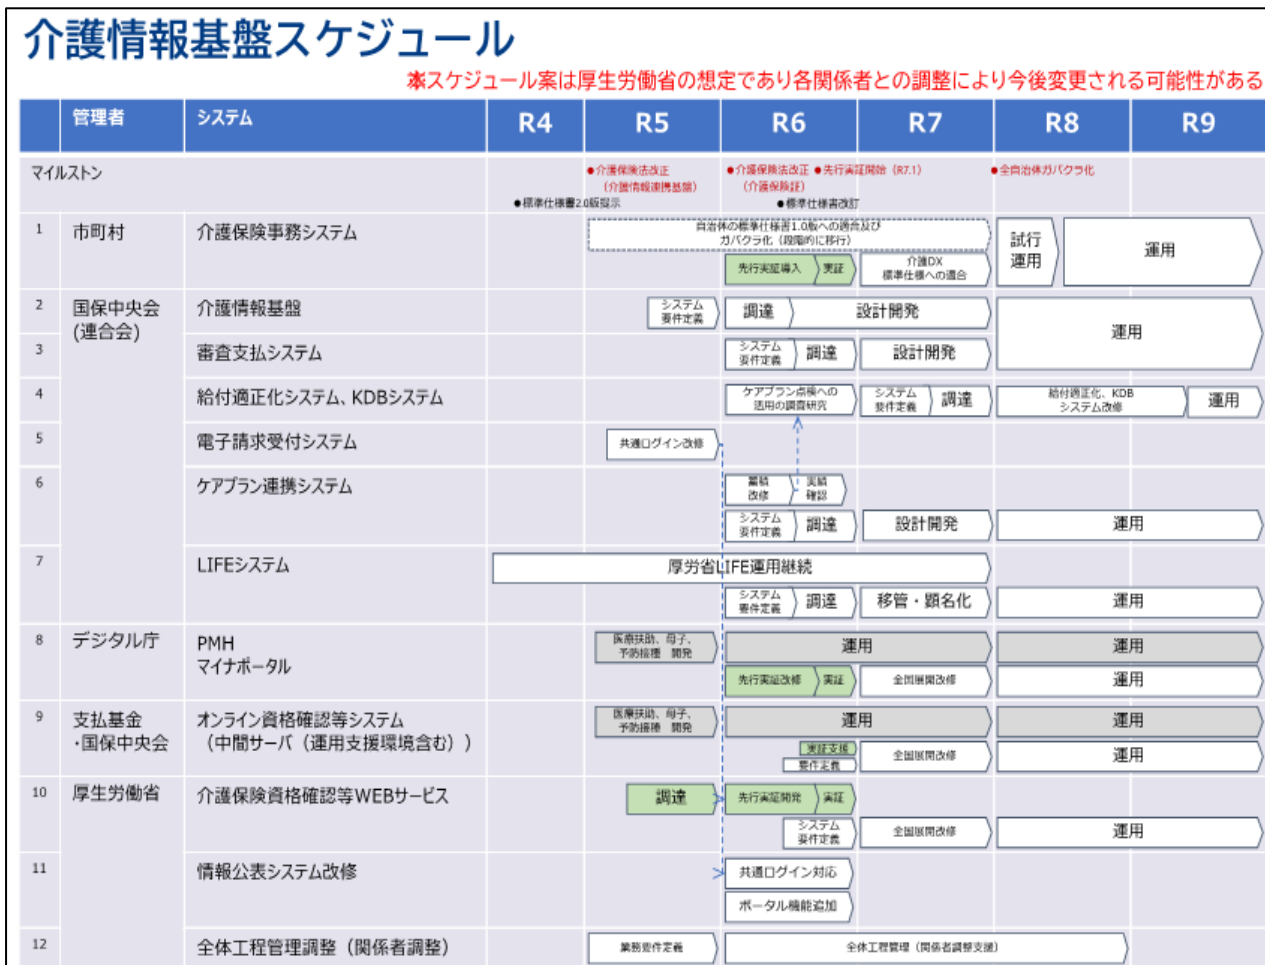 介護情報基盤スケジュール
本スケジュール案は厚生労働省の想定であり各関係者との調整により今後変更される可能性がある
管理者 システム R4 R5 R6 R7 R8 R9
マイルストン
●介護保険法改正
(介護情報連携基盤)
●介護保険法改正
(介護保険証)
●先行実証開始（R7.1）
●全自治体ガバクラ化
●標準仕様書2.0版提示
●標準仕様書改訂
1 市町村 介護保険事務システム
自治体の標準仕様書1.0版への適合及び
ガバクラ化（段階的に移行）
先行実証導入 実証
介護DX
標準仕様への適合
試行
運用
運用
2 国保中央会
(連合会)
介護情報基盤
システム
要件定義
調達 設計開発
運用
3 審査支払システム
システム
要件定義
調達 設計開発
4 給付適正化システム、KDBシステム
ケアプラン点検への
活用の調査研究
システム
要件定義
調達
給付適正化、KDB
システム改修
運用
5 電子請求受付システム
共通ログイン改修
6 ケアプラン連携システム
蓄積
改修
実績
確認
システム
要件定義
調達 設計開発 運用
7 LIFEシステム
厚労省LIFE運用継続
システム
要件定義
調達 移管・顕名化 運用
8 デジタル庁 PMH
マイナポータル
医療扶助、母子、
予防接種 開発
運用 運用
先行実証改修 実証 全国展開改修 運用
9 支払基金
・国保中央会
オンライン資格確認等システム
（中間サーバ（運用支援環境含む））
医療扶助、母子、
予防接種 開発
運用 運用
実証支援
要件定義
全国展開改修 運用
10 厚生労働省 介護保険資格確認等WEBサービス
調達 先行実証開発 実証
システム
要件定義
全国展開改修 運用
11 情報公表システム改修
共通ログイン対応
ポータル機能追加
12 全体工程管理調整（関係者調整）
業務要件定義
全体工程管理（関係者調整支援）